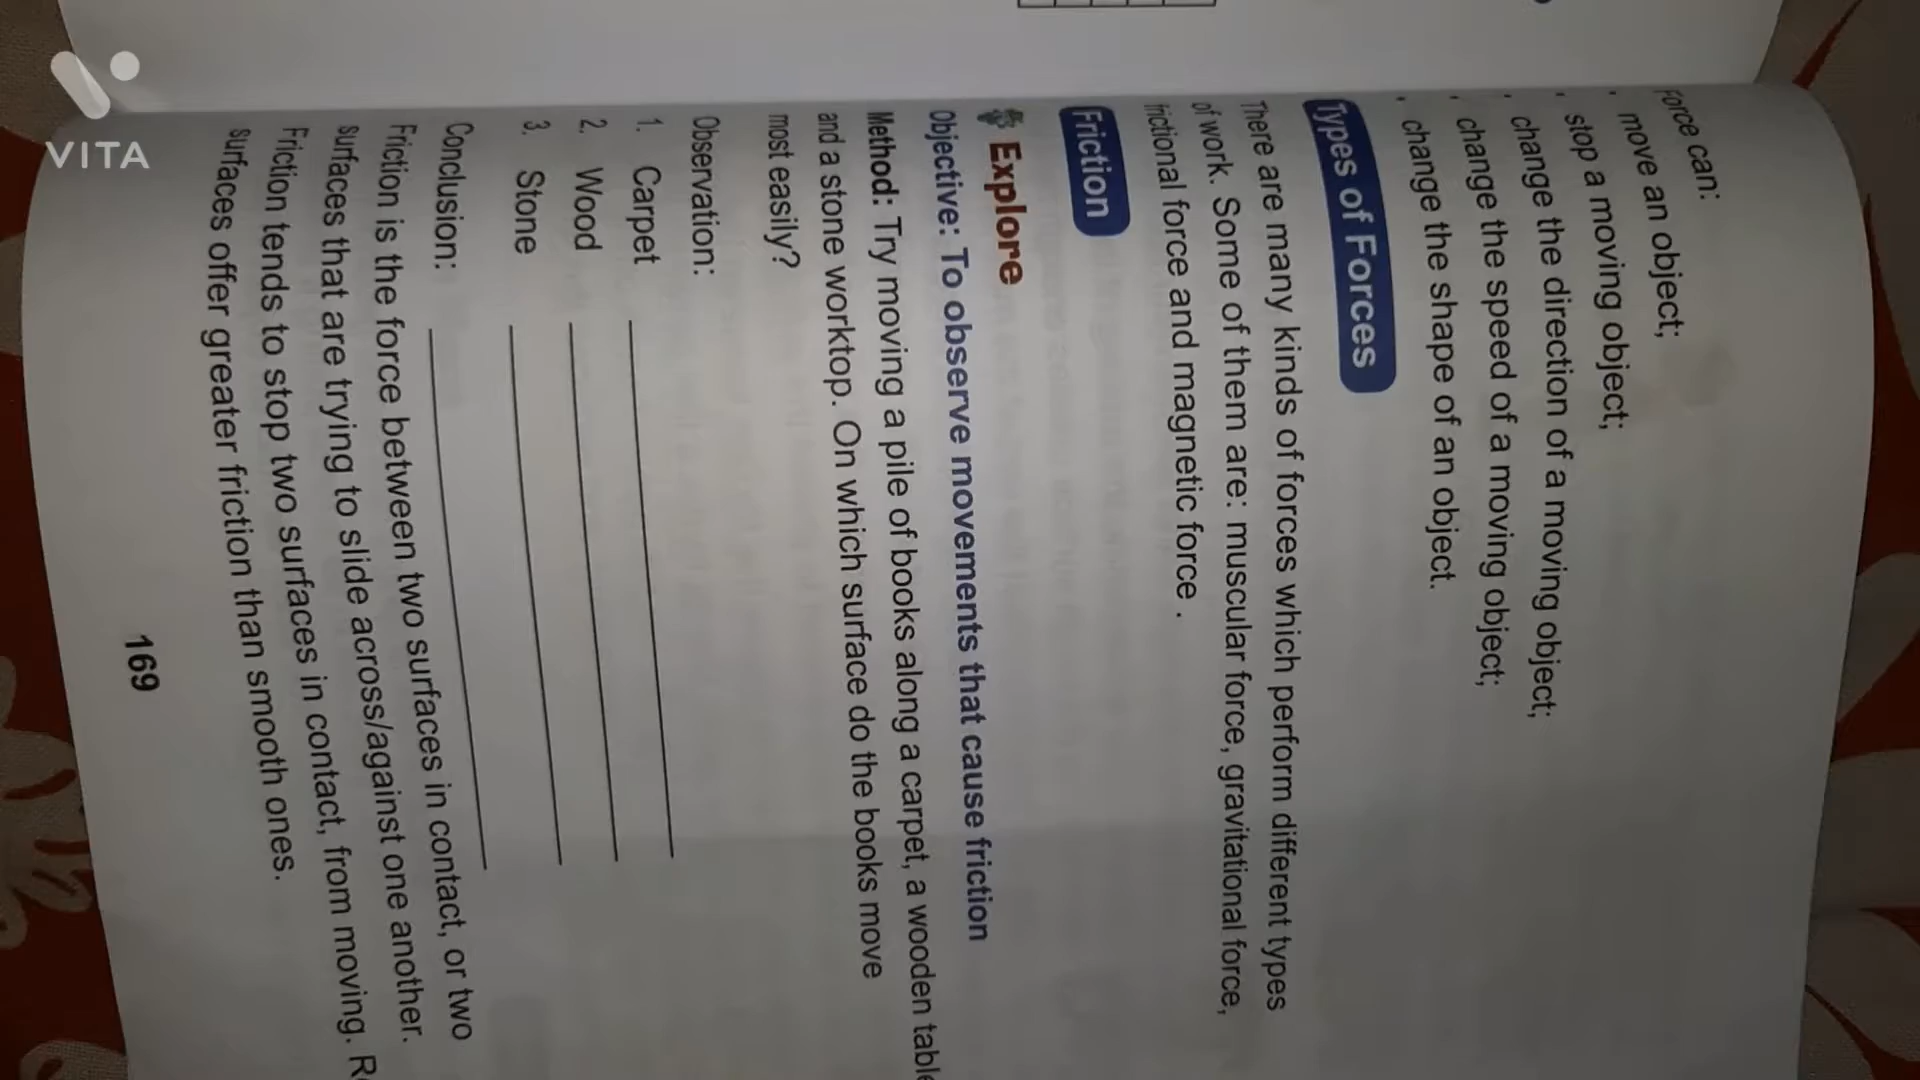 VITA
Force can:
move an object;
stop a moving object;
change the direction of a moving object;
change the speed of a moving object;
change the shape of an object.
Types of Forces
There are many kinds of forces which perform different types
of work. Some of them are: muscular force, gravitational force,
frictional force and magnetic force.
Friction
Explore
Objective: To observe movements that cause friction
Method: Try moving a pile of books along a carpet, a wooden table
and a stone worktop. On which surface do the books move
most easily?
Observation:
1. Carpet
2. Wood
3. Stone
Conclusion:
Friction is the force between two surfaces in contact, or two
surfaces that are trying to slide across/against one another.
Friction tends to stop two surfaces in contact, from moving.
surfaces offer greater friction than smooth ones.
169